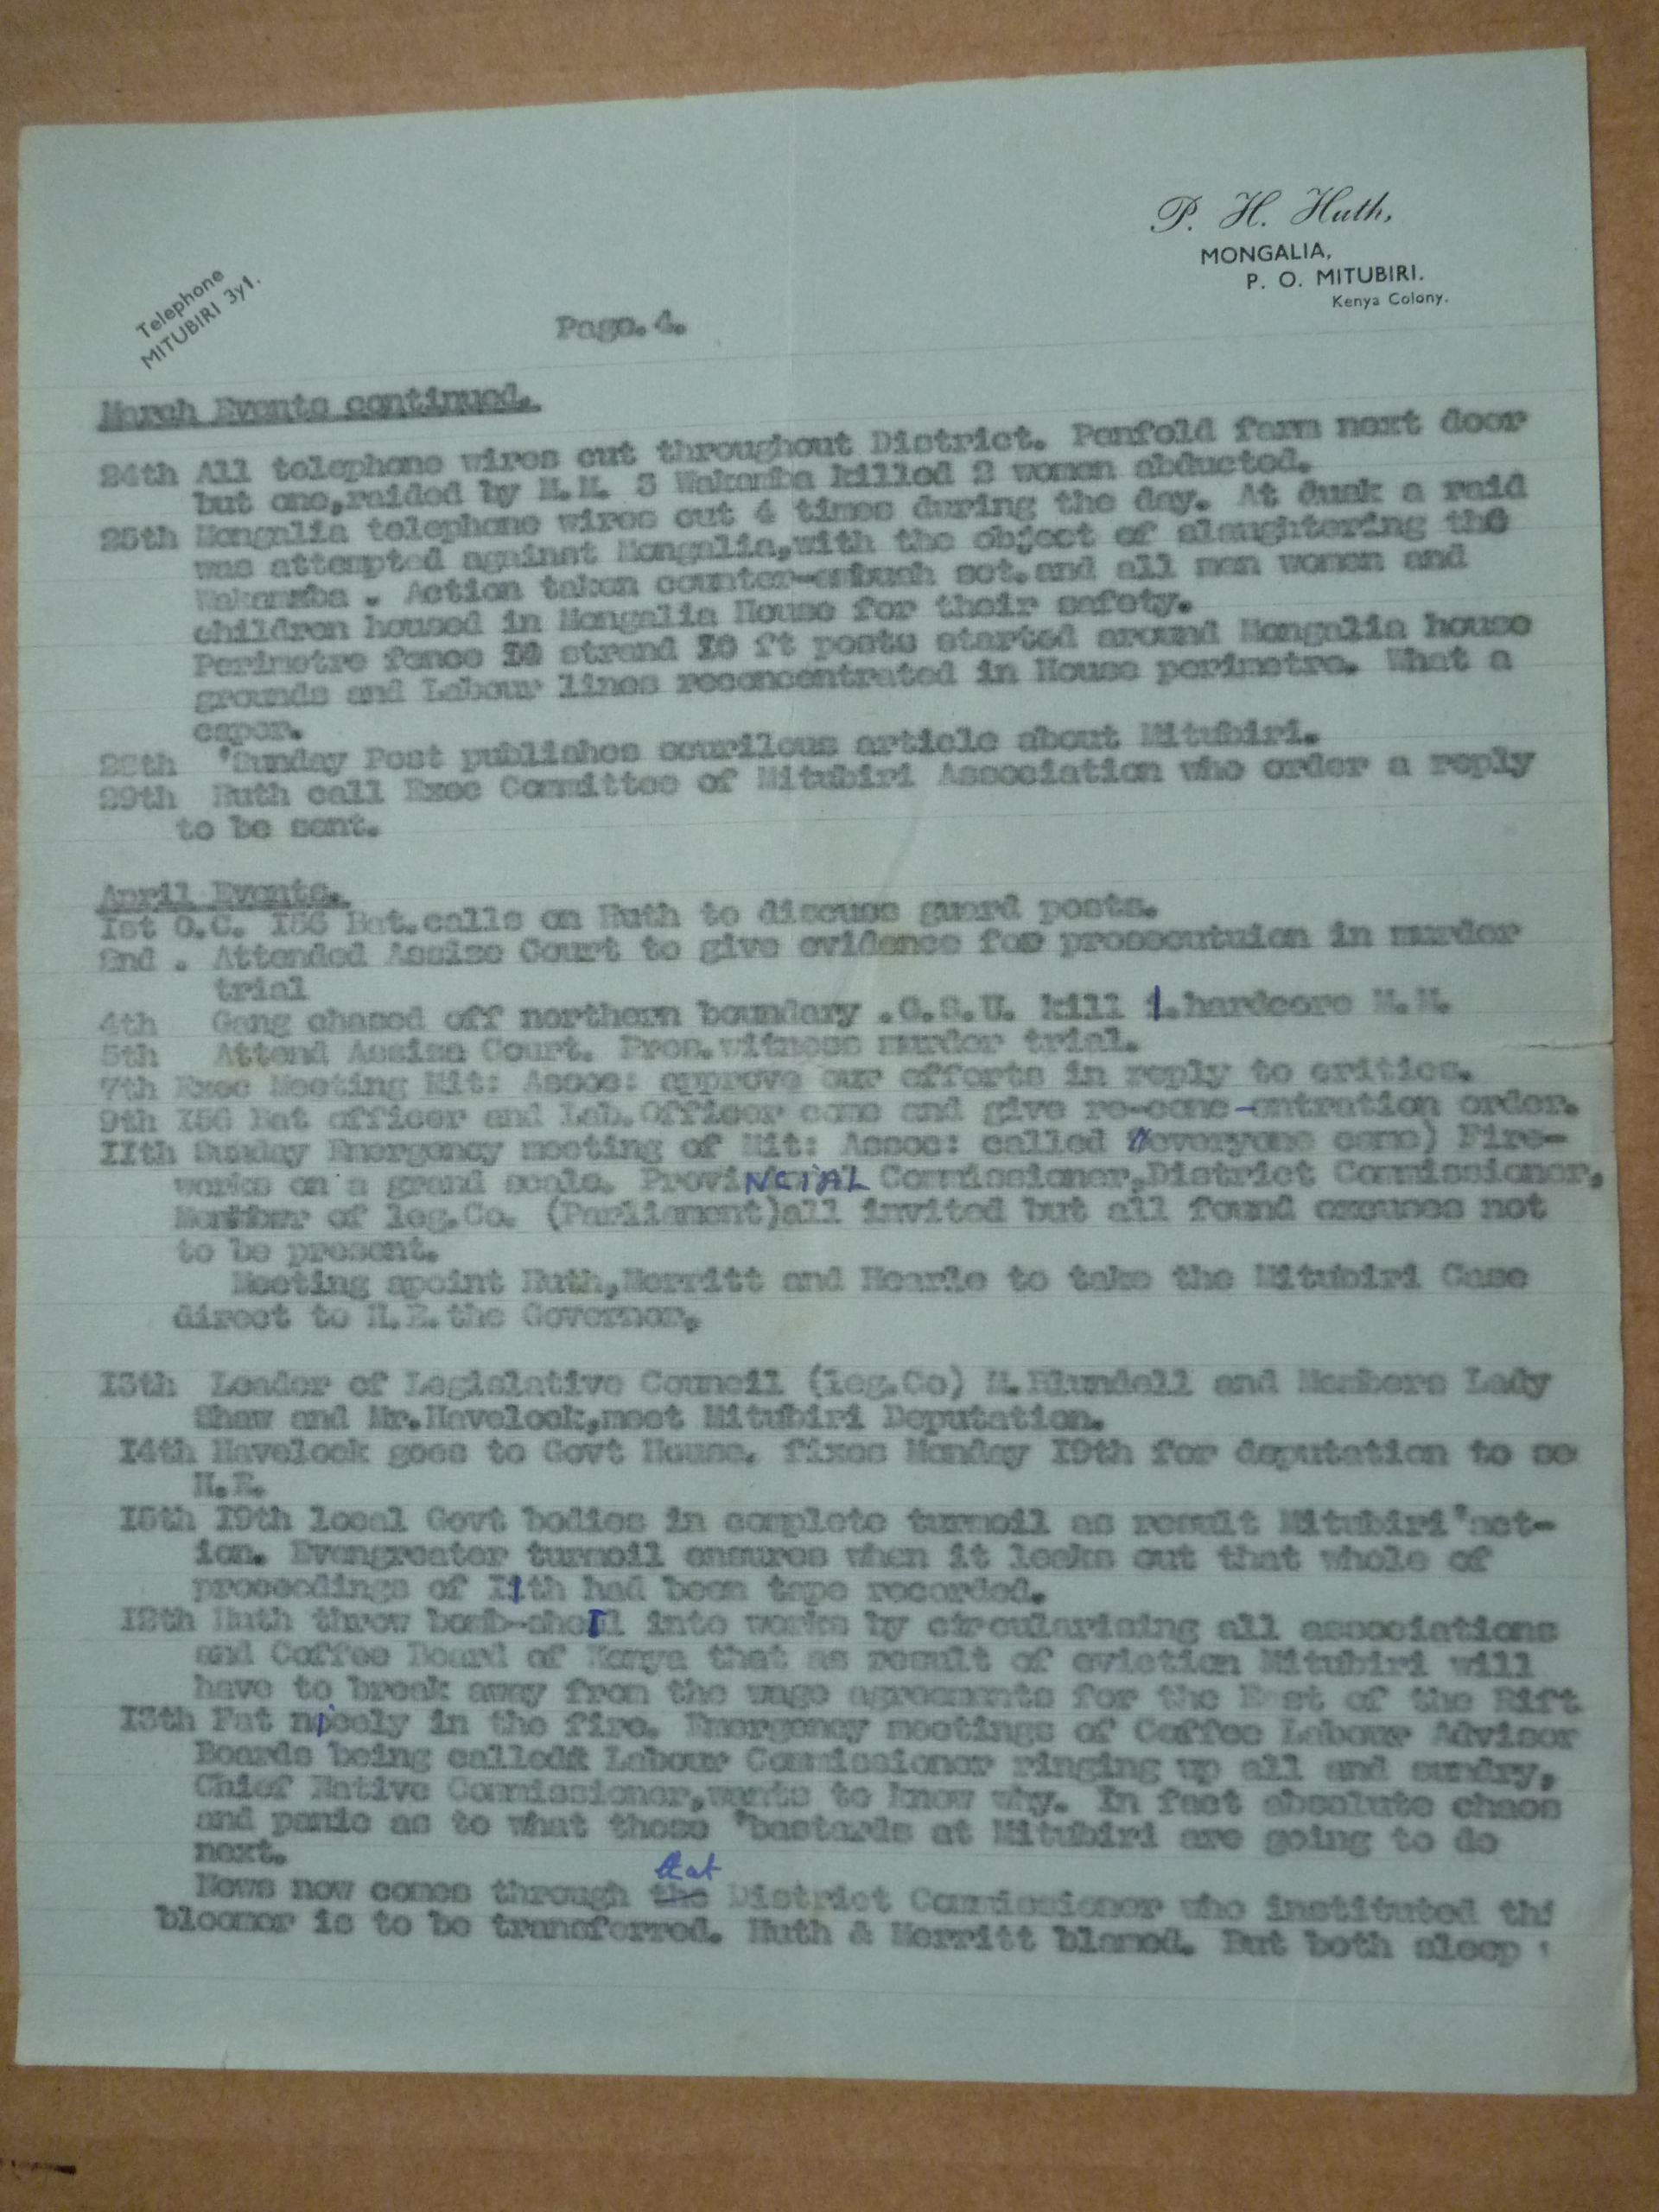 P. H. Huth,
MONGALIA,
P. O. MITUBIRI.
Kenya Colony.
Telephone
MITUBIRI 3y1.
Page.4.
March Events continued.
24th All telephone wires cut throughout District. Penfold farm next door
but one,raided by M.M. 3 Wakamba killed 2 women abducted.
25th Mongalia telephone wires cut 4 times during the day. At dusk a raid
was attempted against Mongalia,with the object of slaughtering the
Wakamaba . Action taken counter-ambush set.and all men women and
children housed in Mongalia House for their safety.
Perimetre fence strand ft posts started around Mongalia house
grounds and Labour lines reconcentrated in House perimetre. What a
caper.
28th 'Sunday Post publishes scurilous article about Mitubiri.
29th Huth call Exec Committee of Mitubiri Association who order a reply
to be sent.
April Events.
Ist O.C. I56 Bat.calls on Huth to discuss guard posts.
2nd . Attended Assize Court to give evidence for prosecutuion in murder
trial
4th Gang chased off northern boundary .G.S.U. kill 1.hardcore M.M.
5th Attend Assize Court. Pros.witness murder trial.
7th Exec Meeting Mit: Assoc: approve our efforts in reply to critics.
9th I56 Bat officer and Lab.Officer come and give re-conc-entration order.
IIth Sunday Emergency meeting of Mit: Assoc: called (everyone came) Fire-
works on a grand scale. ProviNCIAL Commissioner,District Commissioner,
Member of leg.Co. (Parliament)all invited but all found excuses not
to be present.
Meeting apoint Huth,Merritt and Hearle to take the Mitubiri Case
direct to H.E.the Governor.
I3th Leader of Legislative Council (leg.Co) M.Blundell and Members Lady
Shaw and Mr.Havelock,meet Mitubiri Deputation.
I4th Havelock goes to Govt House. fixes Monday I9th for deputation to se
H.E.
I5th I9th local Govt bodies in complete turmoil as result Mitubiri'act-
ion. Evengreater turmoil ensures when it leaks out that whole of
proceedings of I1th had been tape recorded.
I2th Huth threw bomb-shell into works by circularising all associations
and Coffee Board of Kenya that as result of eviction Mitubiri will
have to break away from the wage agreements for the East of the Rift
I3th Fat nicely in the fire. Emergency meetings of Coffee Labour Advisor
Boards being called& Labour Commissioner ringing up all and sundry,
Chief Native Commissioner,wants to know why. In fact absolute chaos
and panic as to what those "bastards at Mitubiri are going to do
next.
that
News now comes through the District Commissioner who instituted thi
bloomer is to be transferred. Huth & Merritt blamed. But both sleep